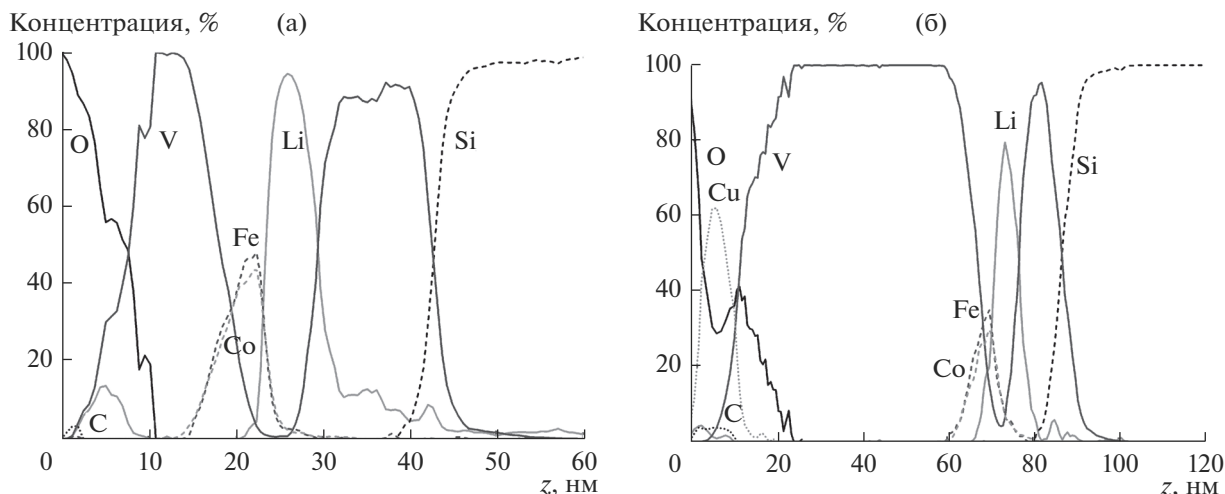 Концентрация, %
(а)
100
80
60
40
20
0
10
20
30
40
50
60
z, нм
O
V
Li
Si
Fe
Co
C
Концентрация, %
(б)
100
80
60
40
20
0
20
40
60
80
100
120
z, нм
O
Cu
V
Li
Si
Fe
Co
C